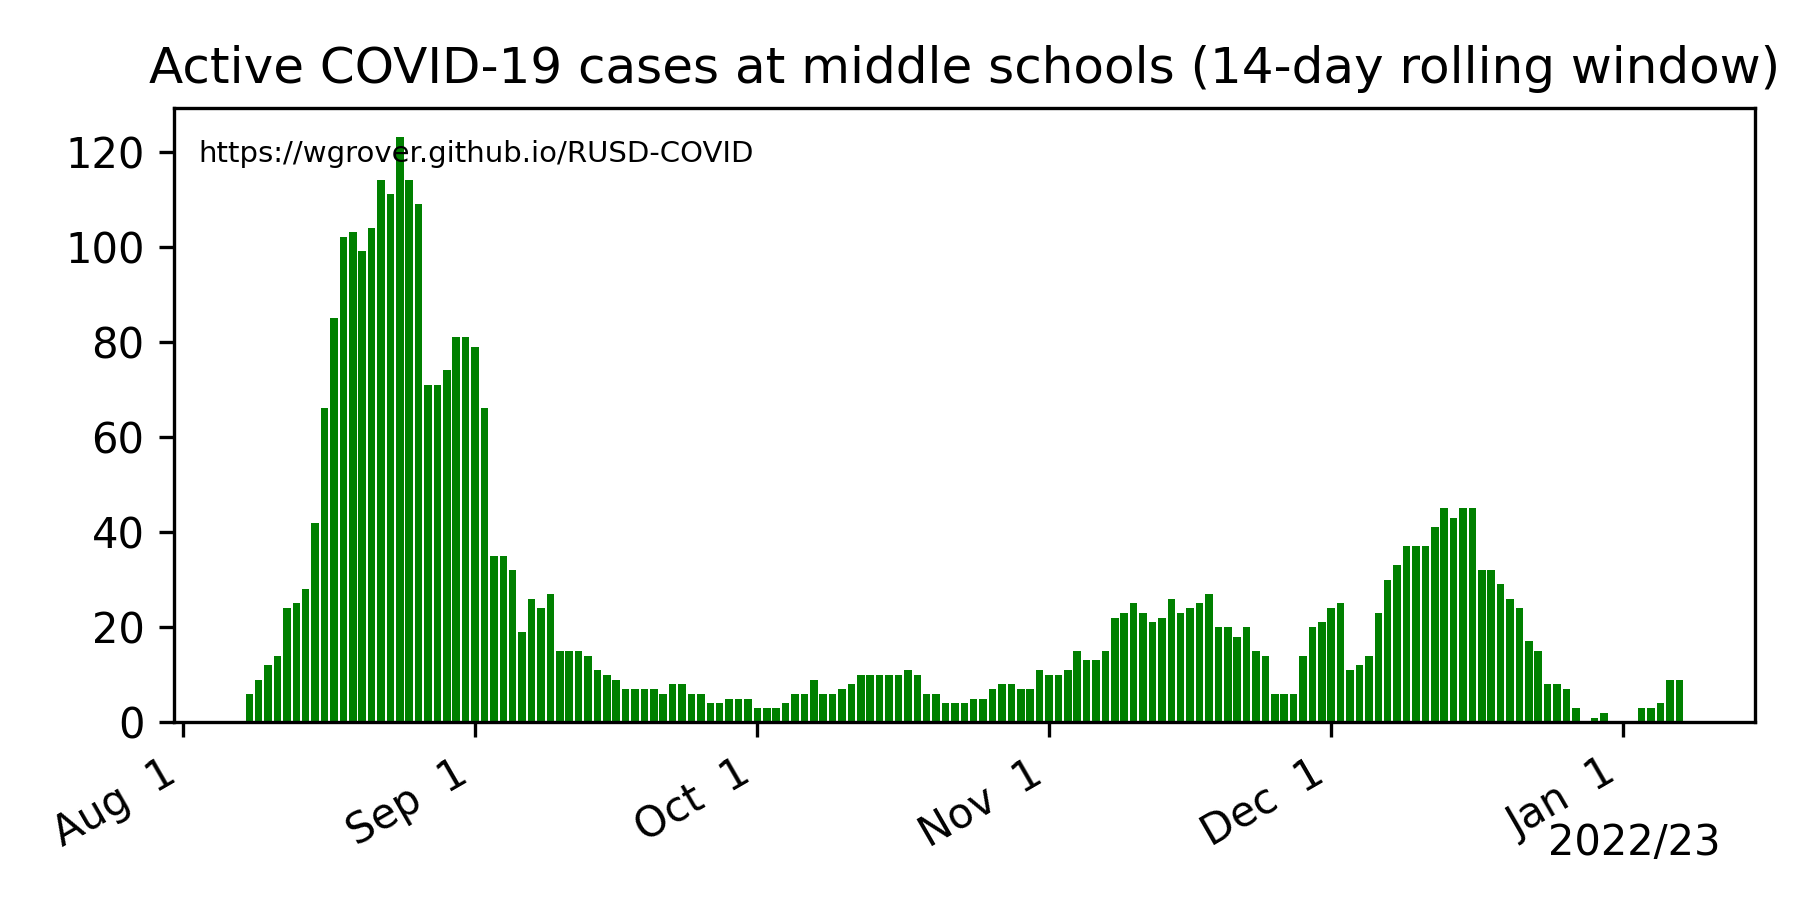 Active COVID-19 cases at middle schools (14-day rolling window)
https://wgrover.github.io/RUSD-COVID
120
100
80
60
40
20
0
Aug 1
Sep 1
Oct 1
Nov 1
Dec 1
Jan 1
2022/23